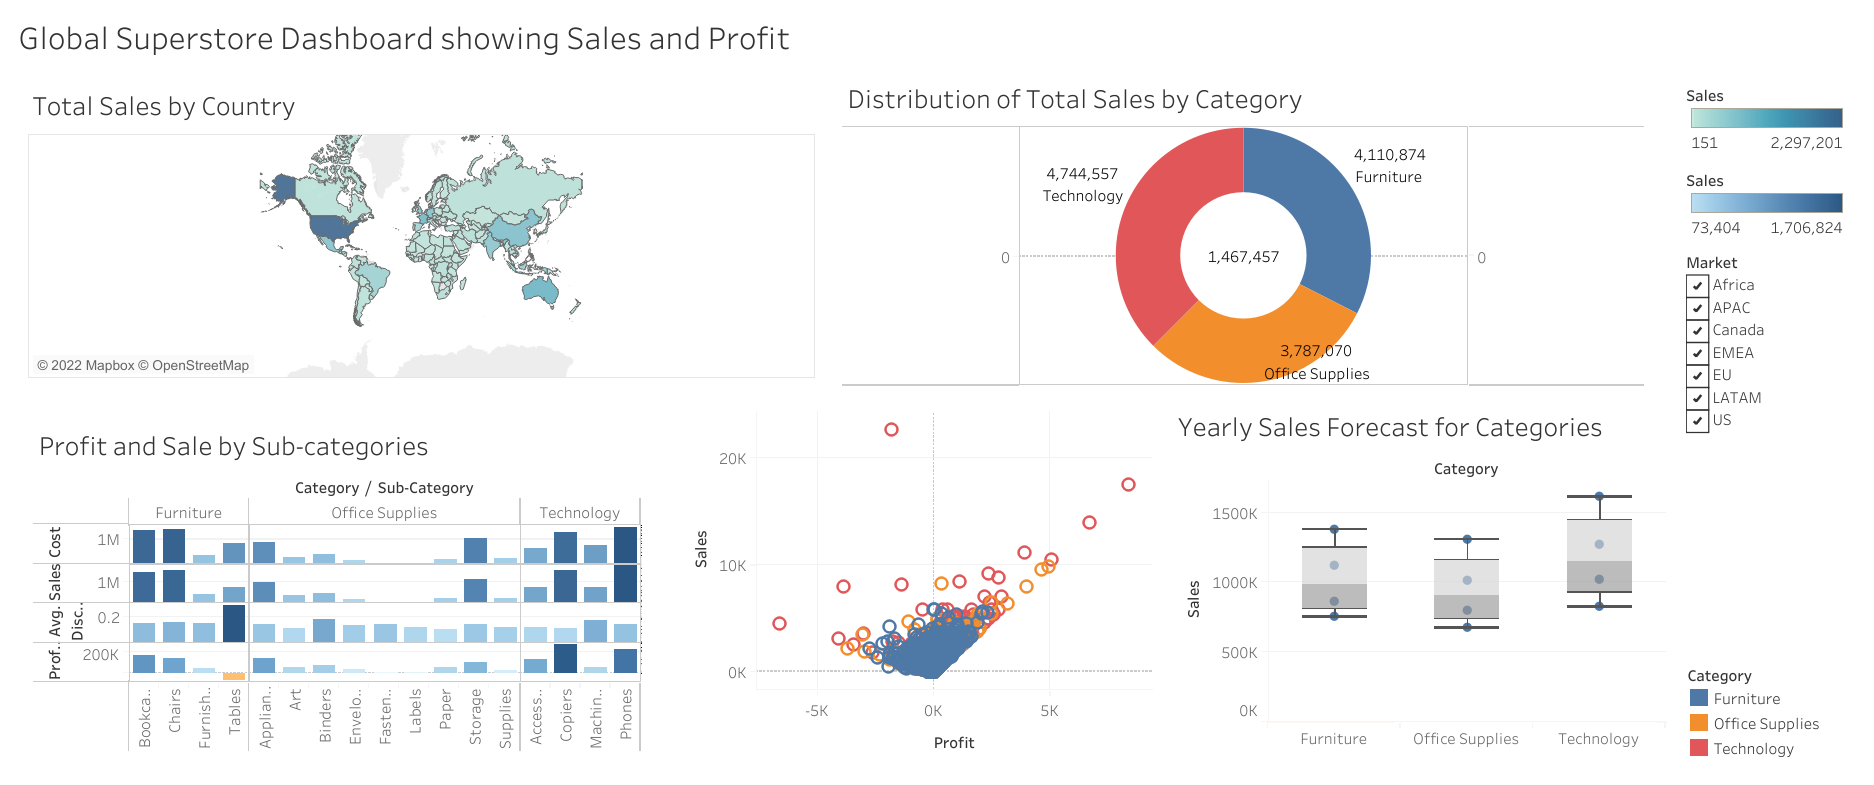 Global Superstore Dashboard showing Sales and Profit
Total Sales by Country
© 2022 Mapbox © OpenStreetMap
Distribution of Total Sales by Category
4,744,557
Technology
4,110,874
Furniture
1,467,457
3,787,070
Office Supplies
0
0
Sales
151 2,297,201
Sales
73,404 1,706,824
Market
Africa
APAC
Canada
EMEA
EU
LATAM
US
Profit and Sale by Sub-categories
Category / Sub-Category
Furniture Office Supplies Technology
Cost
1M
Sales
1M
Avg.
Disc..
0.2
Prof..
200K
Bookca..
Chairs
Furnish..
Tables
Applian..
Art
Binders
Envelo..
Fasten..
Labels
Paper
Storage
Supplies
Access..
Copiers
Machin..
Phones
Sales
20K
10K
0K
-5K 0K 5K
Profit
Yearly Sales Forecast for Categories
Category
Sales
1500K
1000K
500K
0K
Furniture Office Supplies Technology
Category
Furniture
Office Supplies
Technology